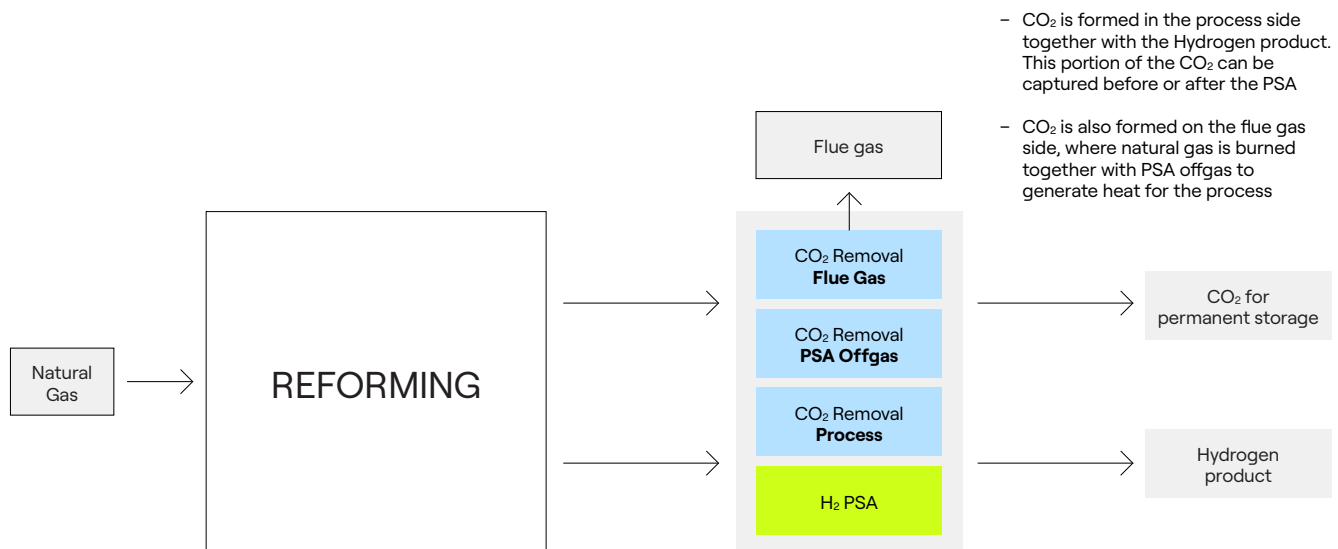 – CO₂ is formed in the process side
together with the Hydrogen product.
This portion of the CO₂ can be
captured before or after the PSA
– CO₂ is also formed on the flue gas
side, where natural gas is burned
together with PSA offgas to
generate heat for the process
Flue gas
CO₂ Removal
Flue Gas
CO₂ Removal
PSA Offgas
CO₂ Removal
Process
H₂ PSA
Natural
Gas
REFORMING
CO₂ for
permanent storage
Hydrogen
product